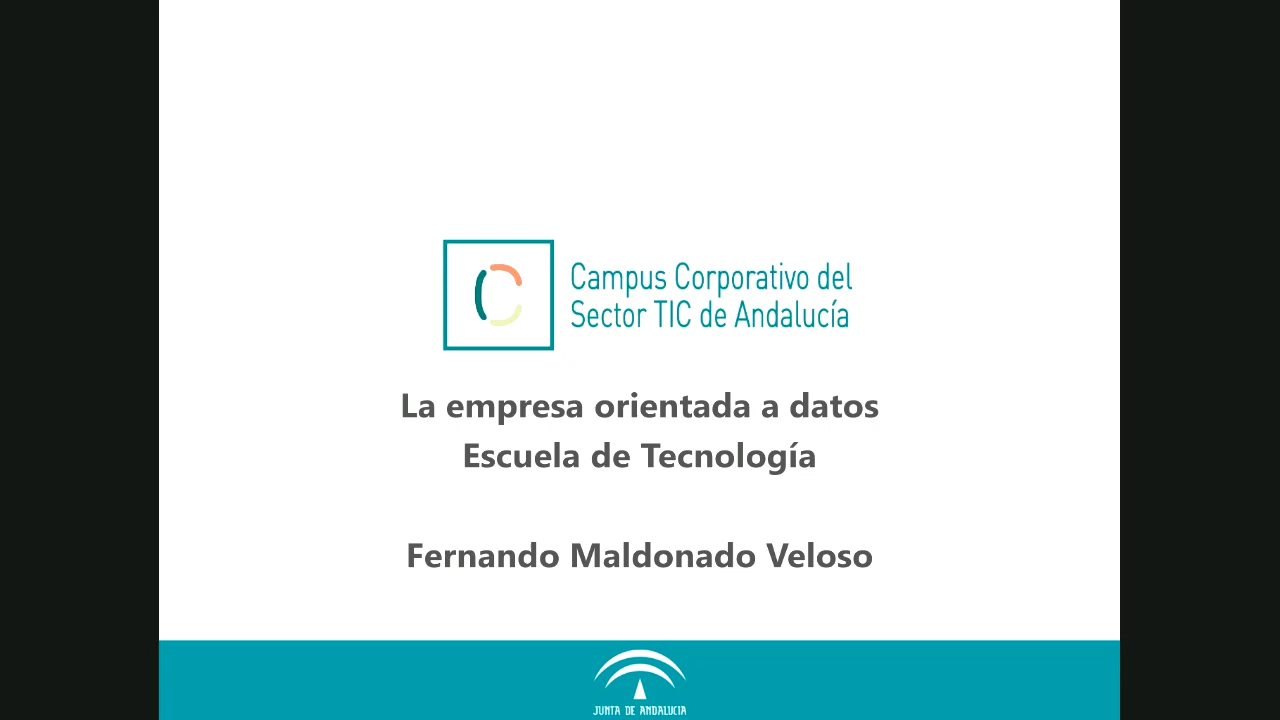 Campus Corporativo del
Sector TIC de Andalucía
La empresa orientada a datos
Escuela de Tecnología
Fernando Maldonado Veloso
JUNTA DE ANDALUCIA